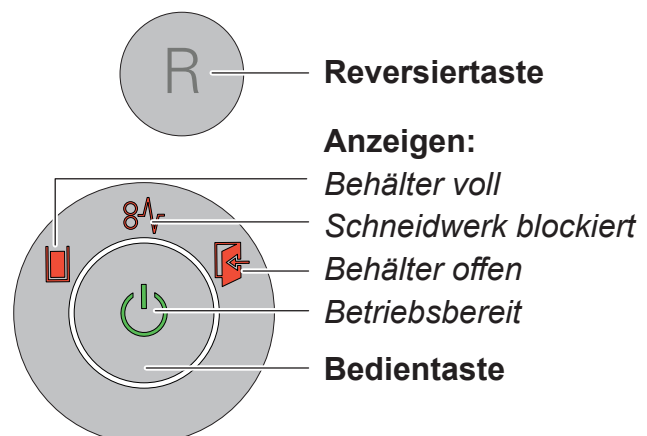 R
Reversiertaste
Anzeigen:
Behälter voll
Schneidwerk blockiert
Behälter offen
Betriebsbereit
Bedientaste